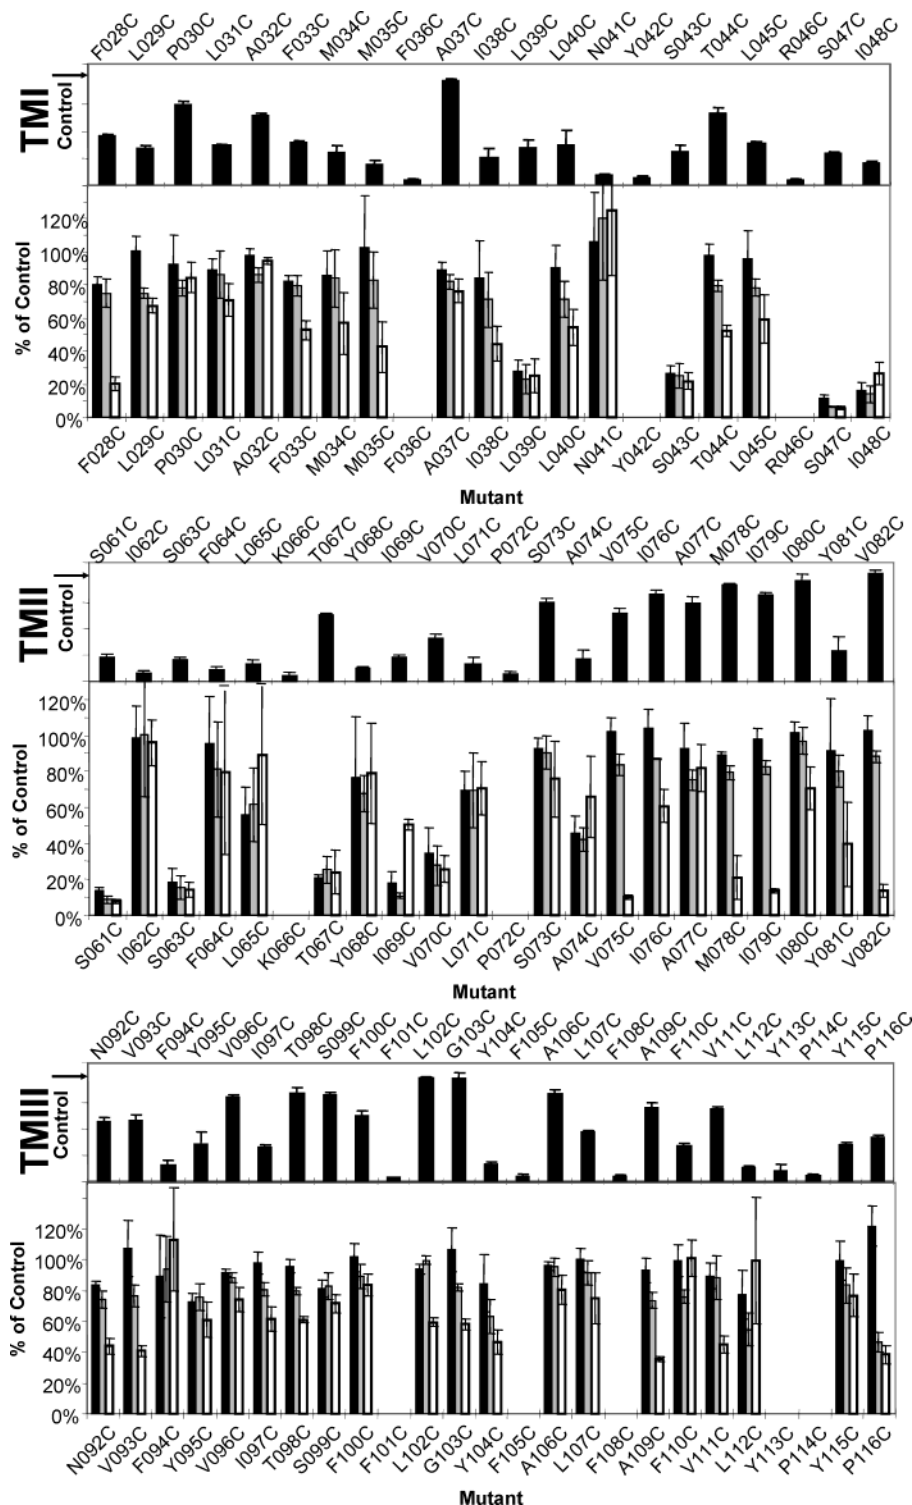 F028C L029C P030C L031C A032C F033C M034C M035C F036C A037C I038C L039C L040C N041C Y042C S043C T044C L045C R046C S047C I048C
TMI
Control
% of Control
120%
100%
80%
60%
40%
20%
0%
F028C L029C P030C L031C A032C F033C M034C M035C F036C A037C I038C L039C L040C N041C Y042C S043C T044C L045C R046C S047C I048C
Mutant
S061C I062C S063C F064C L065C K066C T067C Y068C I069C V070C L071C P072C S073C A074C V075C I076C A077C M078C I079C I080C Y081C V082C
TMII
Control
% of Control
120%
100%
80%
60%
40%
20%
0%
S061C I062C S063C F064C L065C K066C T067C Y068C I069C V070C L071C P072C S073C A074C V075C I076C A077C M078C I079C I080C Y081C V082C
Mutant
N092C V093C F094C Y095C V096C I097C T098C S099C F100C F101C L102C G103C Y104C F105C A106C L107C F108C A109C F110C V111C L112C Y113C P114C Y115C P116C
TMIII
Control
% of Control
120%
100%
80%
60%
40%
20%
0%
N092C V093C F094C Y095C V096C I097C T098C S099C F100C F101C L102C G103C Y104C F105C A106C L107C F108C A109C F110C V111C L112C Y113C P114C Y115C P116C
Mutant